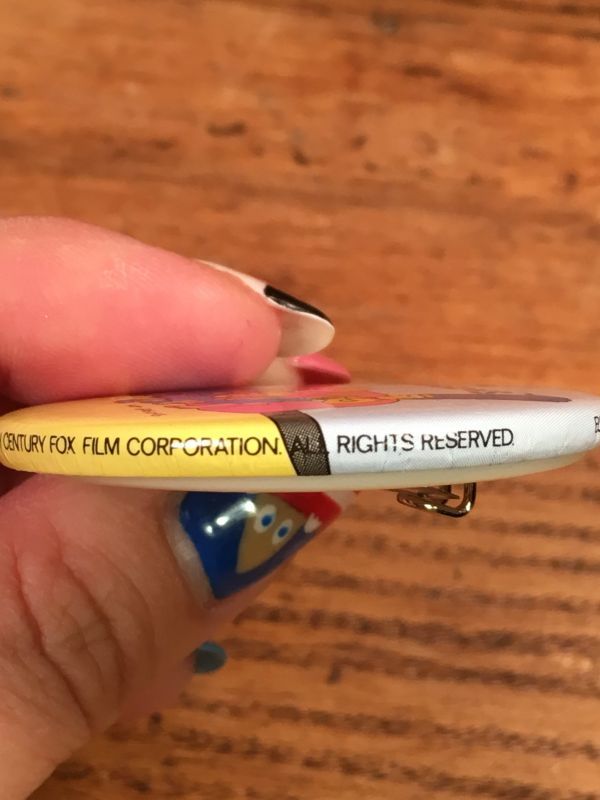 CENTURY FOX FILM CORPORATION. ALL RIGHTS RESERVED.